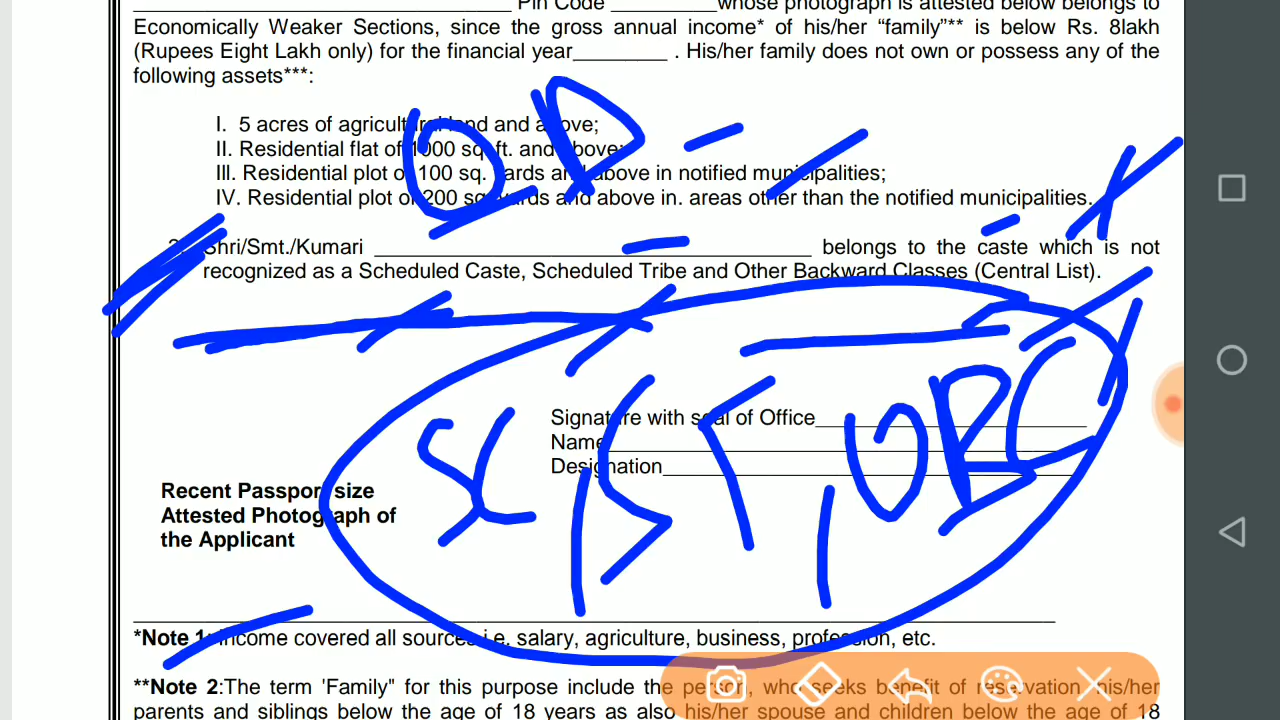 Pin Code whose photograph is attested below belongs to
Economically Weaker Sections, since the gross annual income* of his/her “family”** is below Rs. 8lakh
(Rupees Eight Lakh only) for the financial year________ . His/her family does not own or possess any of the
following assets***:
I. 5 acres of agricultural land and above;
II. Residential flat of 1000 sq. ft. and above;
III. Residential plot of 100 sq. yards and above in notified municipalities;
IV. Residential plot of 200 sq. yards and above in. areas other than the notified municipalities.
Shri/Smt./Kumari ________ belongs to the caste which is not
recognized as a Scheduled Caste, Scheduled Tribe and Other Backward Classes (Central List).
SC, ST, OBC
Signature with seal of Office________
Name________
Designation________
Recent Passport size
Attested Photograph of
the Applicant
*Note 1: Income covered all sources i.e. salary, agriculture, business, profession, etc.
**Note 2:The term 'Family" for this purpose include the person, who seeks benefit of reservation, his/her
parents and siblings below the age of 18 years as also his/her spouse and children below the age of 18